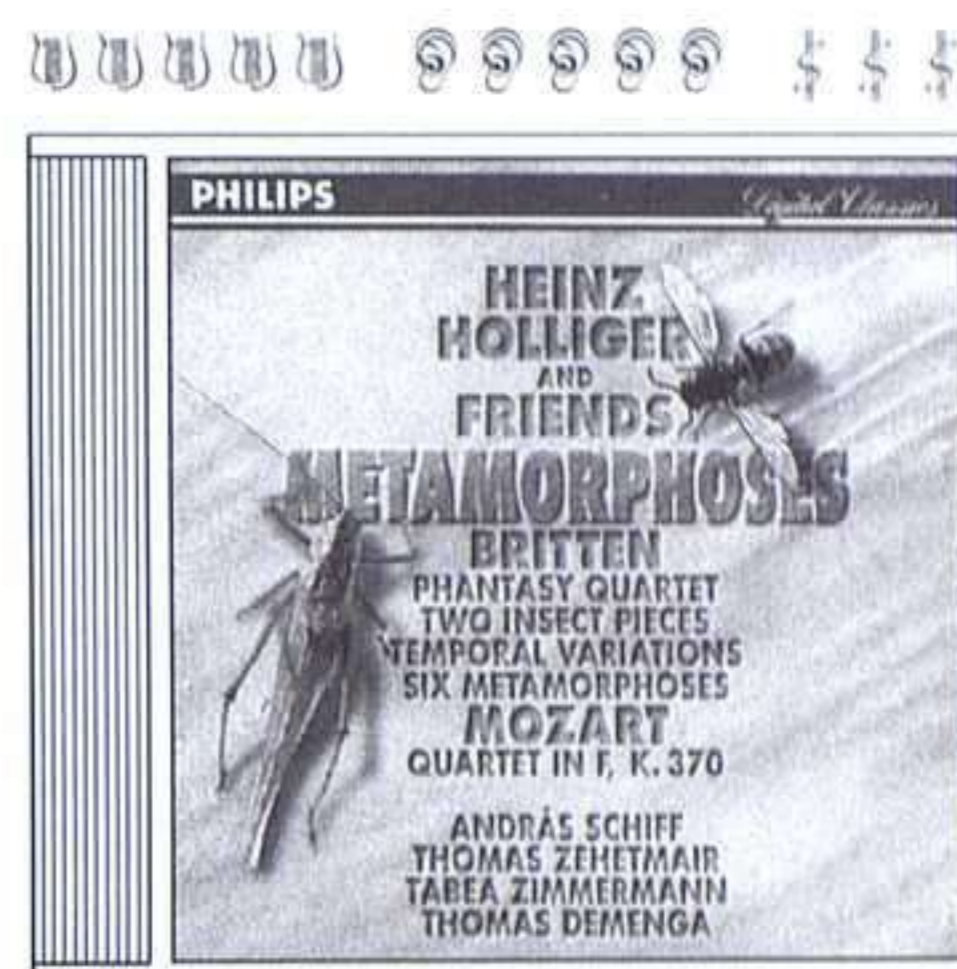 PHILIPS
Digital Classics
HEINZ
HOLLIGER
AND
FRIENDS
METAMORPHOSES
BRITTEN
PHANTASY QUARTET
TWO INSECT PIECES
TEMPORAL VARIATIONS
SIX METAMORPHOSES
MOZART
QUARTET IN F, K. 370
ANDRÁS SCHIFF
THOMAS ZEHETMAIR
TABEA ZIMMERMANN
THOMAS DEMENGA